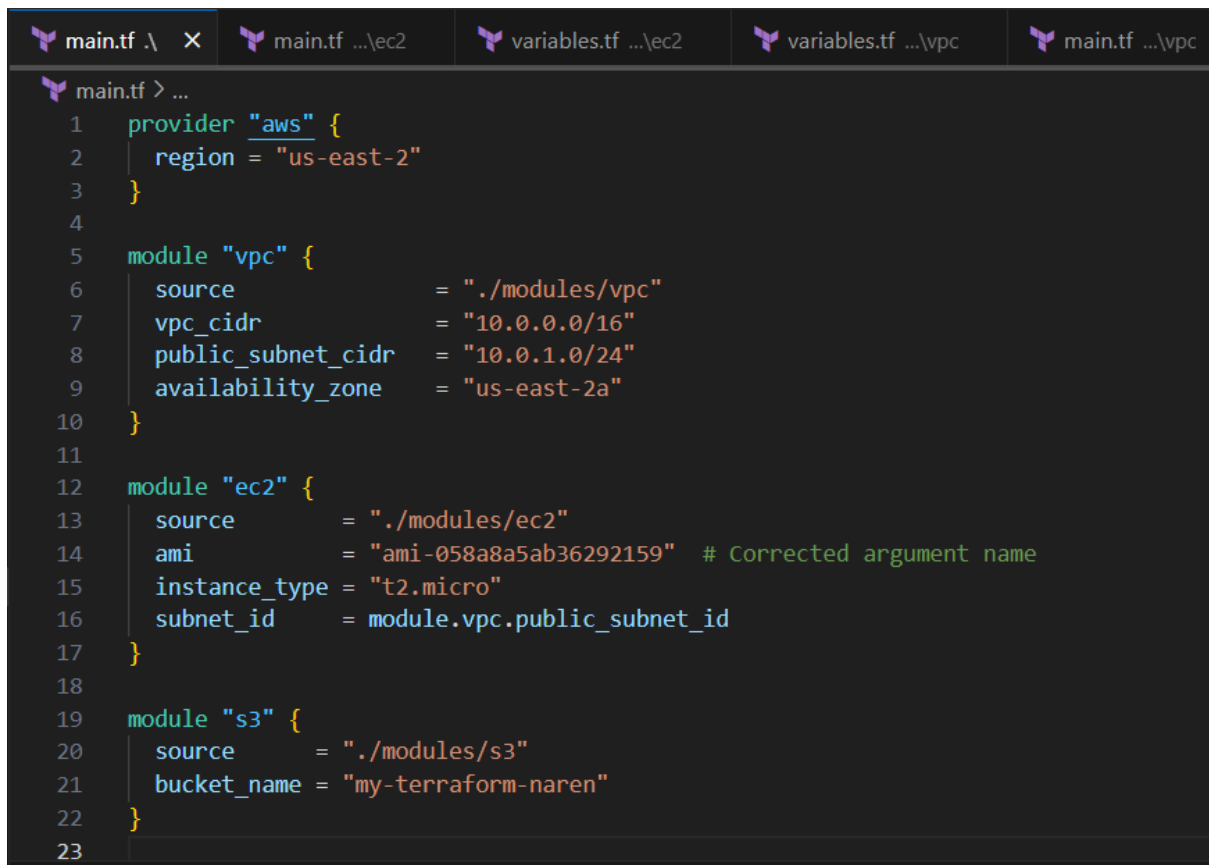 main.tf .\ × main.tf ...\ec2 variables.tf ...\ec2 variables.tf ...\vpc main.tf ...\vpc
main.tf > ...
1 provider "aws" {
2   region = "us-east-2"
3 }
4
5 module "vpc" {
6   source               = "./modules/vpc"
7   vpc_cidr             = "10.0.0.0/16"
8   public_subnet_cidr   = "10.0.1.0/24"
9   availability_zone    = "us-east-2a"
10 }
11
12 module "ec2" {
13   source        = "./modules/ec2"
14   ami           = "ami-058a8a5ab36292159"  # Corrected argument name
15   instance_type = "t2.micro"
16   subnet_id     = module.vpc.public_subnet_id
17 }
18
19 module "s3" {
20   source      = "./modules/s3"
21   bucket_name = "my-terraform-naren"
22 }
23